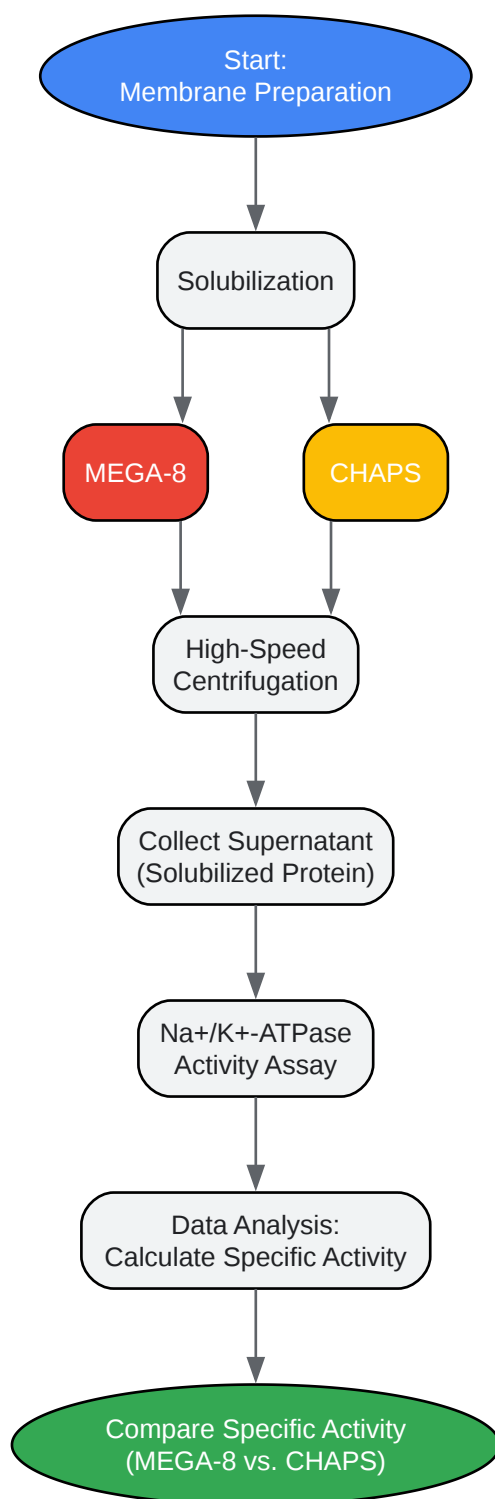 Start:
Membrane Preparation
Solubilization
MEGA-8
CHAPS
High-Speed
Centrifugation
Collect Supernatant
(Solubilized Protein)
Na+/K+-ATPase
Activity Assay
Data Analysis:
Calculate Specific Activity
Compare Specific Activity
(MEGA-8 vs. CHAPS)